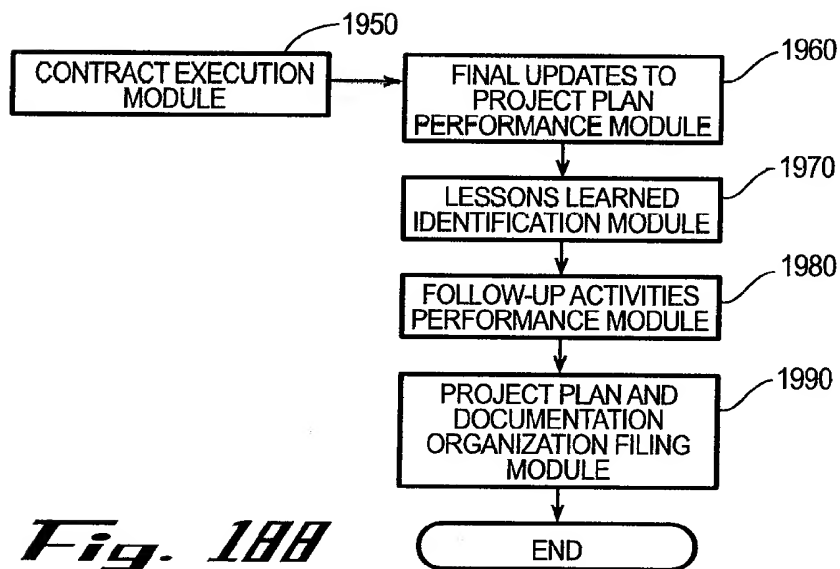 1950
CONTRACT EXECUTION
MODULE
1960
FINAL UPDATES TO
PROJECT PLAN
PERFORMANCE MODULE
1970
LESSONS LEARNED
IDENTIFICATION MODULE
1980
FOLLOW-UP ACTIVITIES
PERFORMANCE MODULE
1990
PROJECT PLAN AND
DOCUMENTATION
ORGANIZATION FILING
MODULE
END
Fig. 188